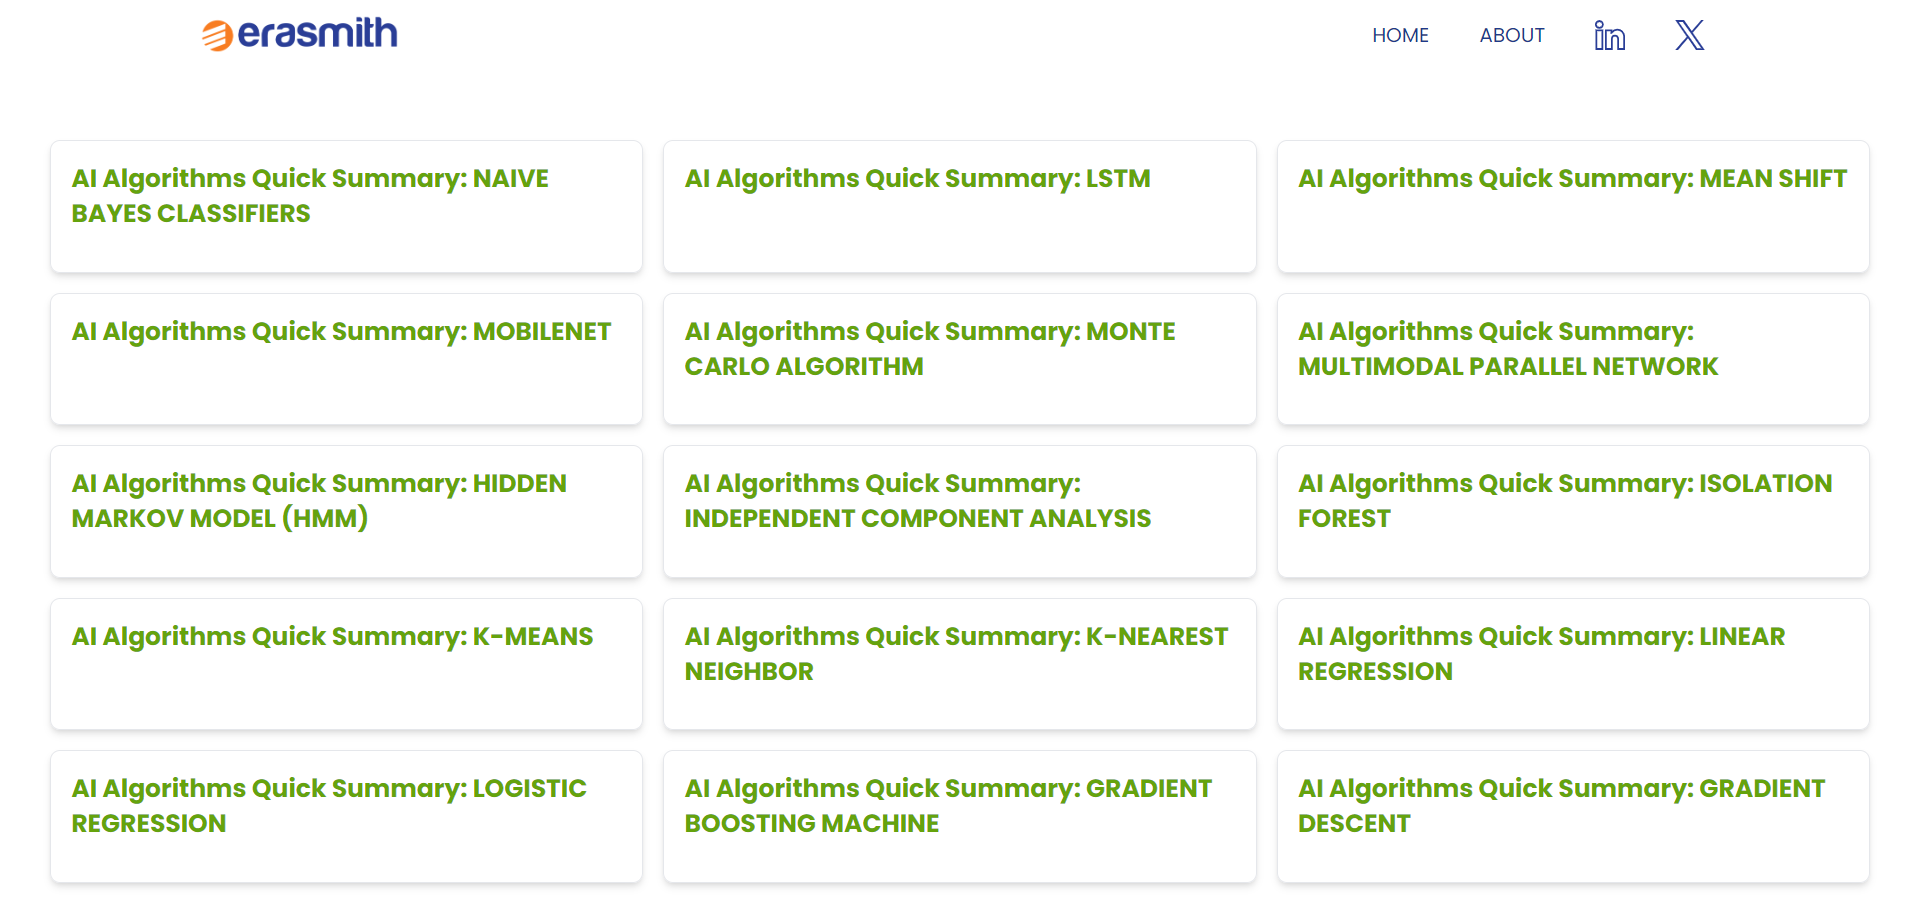 erasmith
HOME
ABOUT
in
X
AI Algorithms Quick Summary: NAIVE
BAYES CLASSIFIERS
AI Algorithms Quick Summary: LSTM
AI Algorithms Quick Summary: MEAN SHIFT
AI Algorithms Quick Summary: MOBILENET
AI Algorithms Quick Summary: MONTE
CARLO ALGORITHM
AI Algorithms Quick Summary:
MULTIMODAL PARALLEL NETWORK
AI Algorithms Quick Summary: HIDDEN
MARKOV MODEL (HMM)
AI Algorithms Quick Summary:
INDEPENDENT COMPONENT ANALYSIS
AI Algorithms Quick Summary: ISOLATION
FOREST
AI Algorithms Quick Summary: K-MEANS
AI Algorithms Quick Summary: K-NEAREST
NEIGHBOR
AI Algorithms Quick Summary: LINEAR
REGRESSION
AI Algorithms Quick Summary: LOGISTIC
REGRESSION
AI Algorithms Quick Summary: GRADIENT
BOOSTING MACHINE
AI Algorithms Quick Summary: GRADIENT
DESCENT